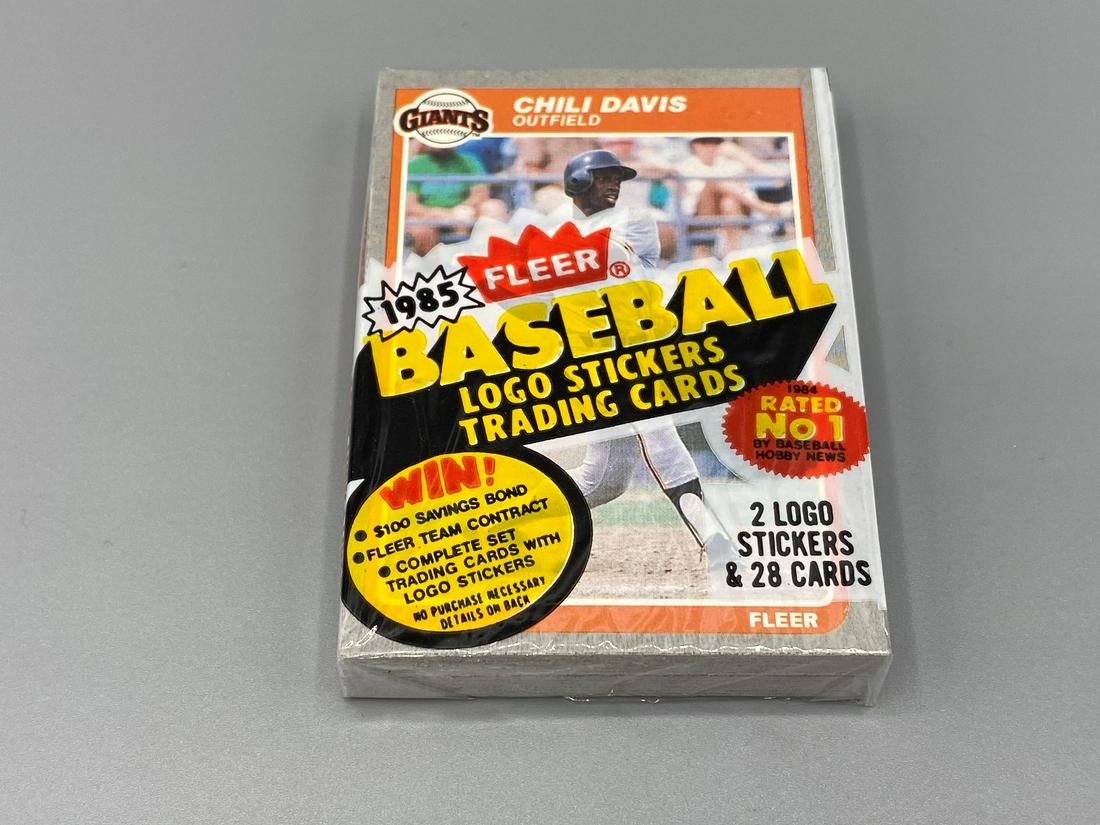 GIANTS
CHILI DAVIS
OUTFIELD
FLEER®
1985
BASEBALL
LOGO STICKERS
TRADING CARDS
1984
RATED
No 1
BY BASEBALL
HOBBY NEWS
WIN!
• $100 SAVINGS BOND
• FLEER TEAM CONTRACT
• COMPLETE SET
TRADING CARDS WITH
LOGO STICKERS
NO PURCHASE NECESSARY
DETAILS ON BACK
2 LOGO
STICKERS
& 28 CARDS
FLEER